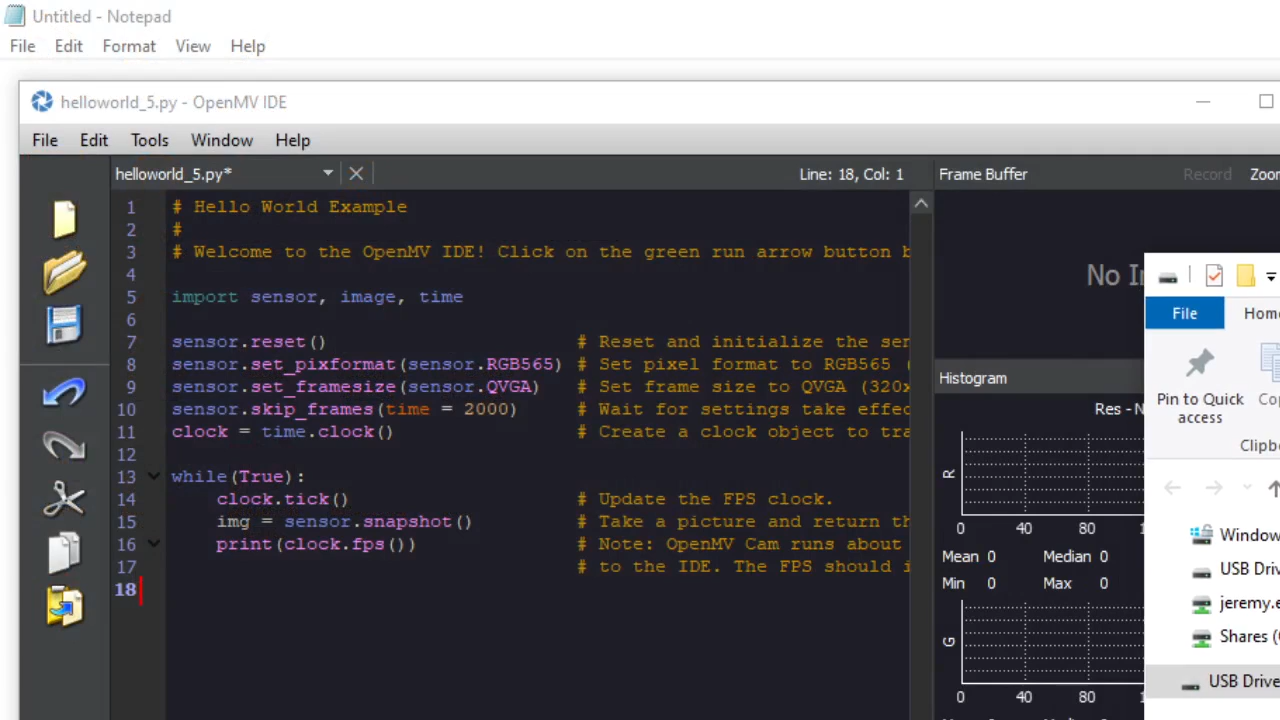 Untitled - Notepad
File Edit Format View Help
helloworld_5.py - OpenMV IDE
File Edit Tools Window Help
helloworld_5.py* Line: 18, Col: 1
Frame Buffer Record
1 # Hello World Example
2 #
3 # Welcome to the OpenMV IDE! Click on the green run arrow button
4
5 import sensor, image, time
6
7 sensor.reset() # Reset and initialize the
8 sensor.set_pixformat(sensor.RGB565) # Set pixel format to RGB565
9 sensor.set_framesize(sensor.QVGA) # Set frame size to QVGA
10 sensor.skip_frames(time = 2000) # Wait for settings take
11 clock = time.clock() # Create a clock object to
12
13 while(True):
14 clock.tick() # Update the FPS clock.
15 img = sensor.snapshot() # Take a picture and return
16 print(clock.fps()) # Note: OpenMV Cam runs about
17 # to the IDE. The FPS should
18
No
Histogram
Res -
R
0 40 80
Mean 0 Median 0
Min 0 Max 0
G
0 40 80
File
Pin to Quick
access
USB
Shares
USB